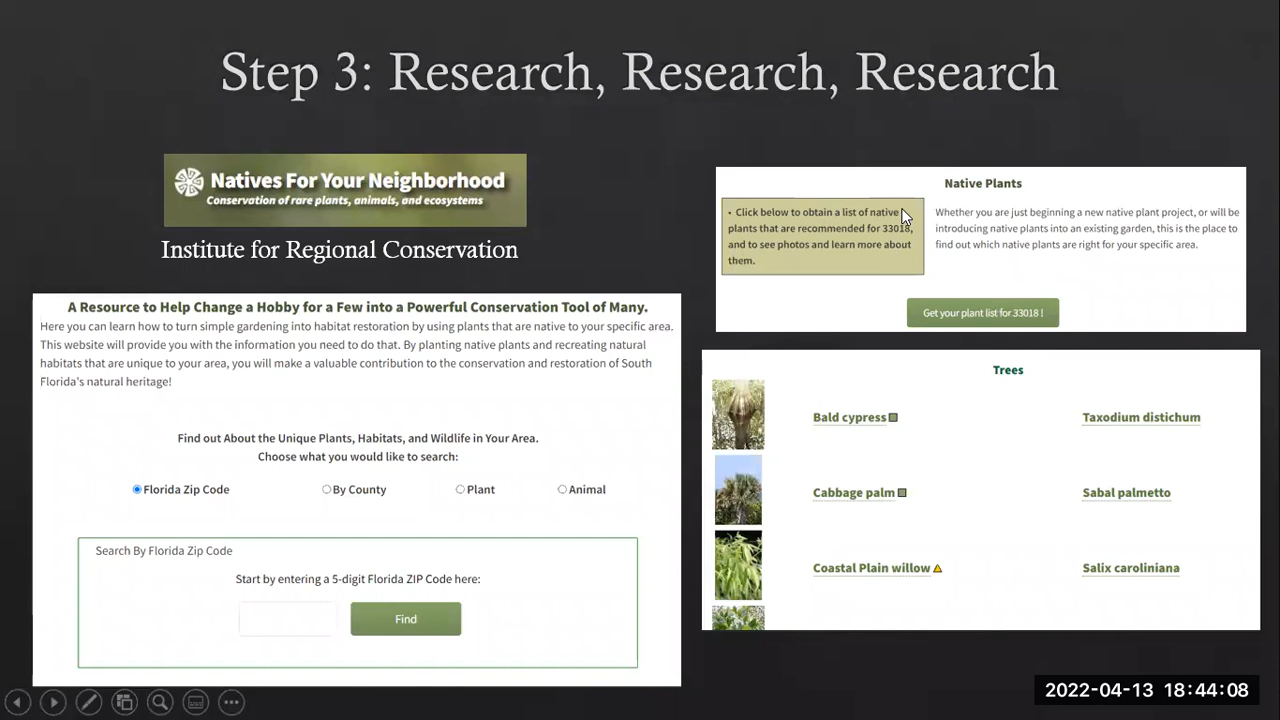 Step 3: Research, Research, Research
Natives For Your Neighborhood
Conservation of rare plants, animals, and ecosystems
Institute for Regional Conservation
A Resource to Help Change a Hobby for a Few into a Powerful Conservation Tool of Many.
Here you can learn how to turn simple gardening into habitat restoration by using plants that are native to your specific area.
This website will provide you with the information you need to do that. By planting native plants and recreating natural
habitats that are unique to your area, you will make a valuable contribution to the conservation and restoration of South
Florida's natural heritage!
Find out About the Unique Plants, Habitats, and Wildlife in Your Area.
Choose what you would like to search:
Florida Zip Code By County Plant Animal
Search By Florida Zip Code
Start by entering a 5-digit Florida ZIP Code here:
Find
Native Plants
• Click below to obtain a list of native
plants that are recommended for 33018,
and to see photos and learn more about
them.
Whether you are just beginning a new native plant project, or will be
introducing native plants into an existing garden, this is the place to
find out which native plants are right for your specific area.
Get your plant list for 33018 !
Trees
Bald cypress Taxodium distichum
Cabbage palm Sabal palmetto
Coastal Plain willow Salix caroliniana
2022-04-13 18:44:08